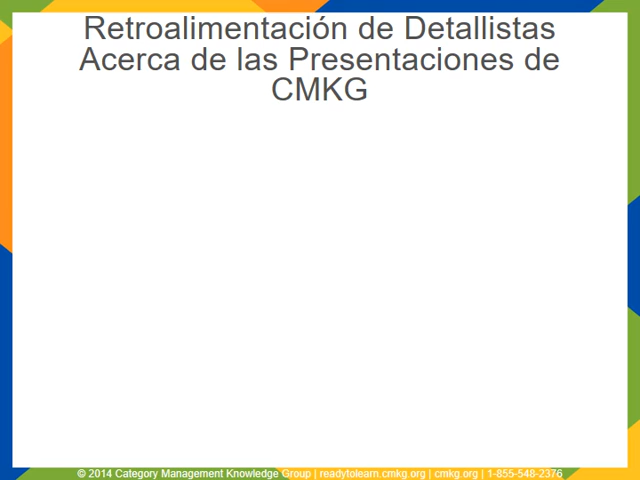 Retroalimentación de Detallistas
Acerca de las Presentaciones de
CMKG
© 2014 Category Management Knowledge Group | readytolearn.cmkg.org | cmkg.org | 1-855-548-2376